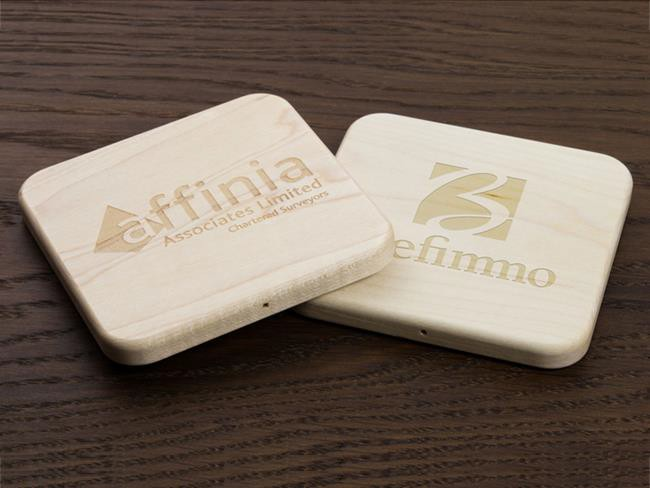 affinia
Associates Limited
Chartered Surveyors
B
efimmo